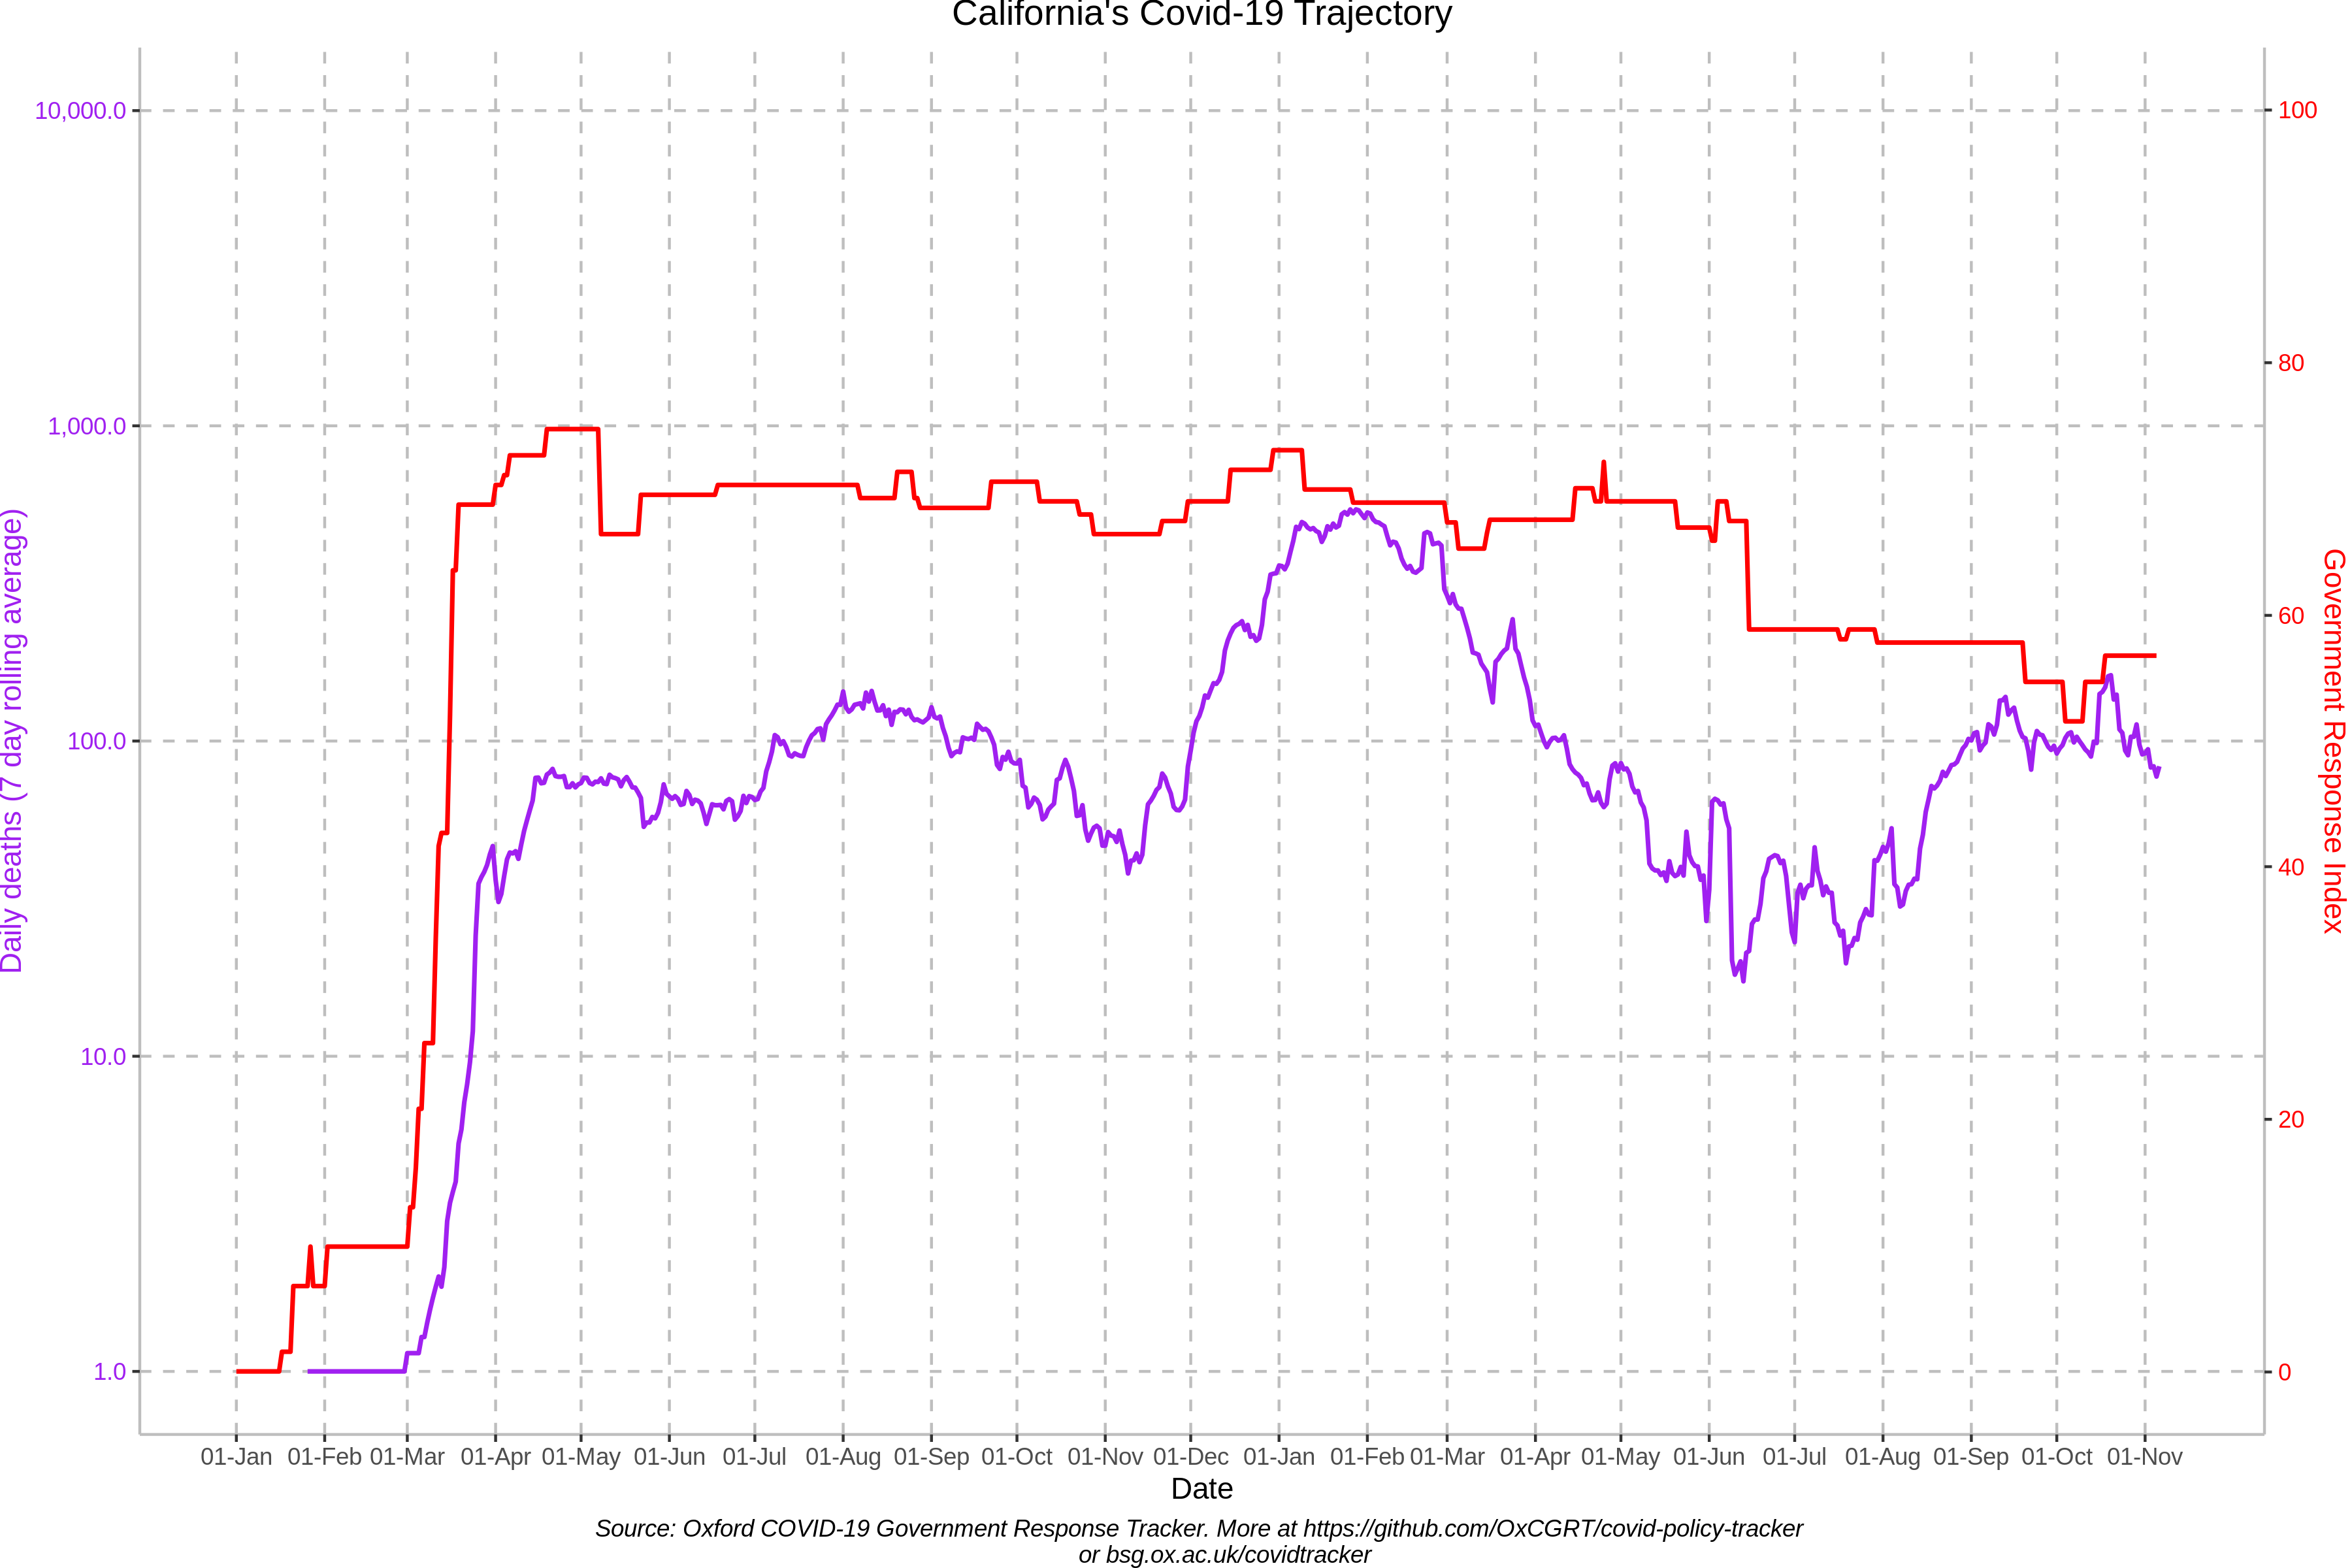 California's Covid-19 Trajectory
10,000.0
1,000.0
100.0
10.0
1.0
Daily deaths (7 day rolling average)
100
80
60
40
20
0
Government Response Index
01-Jan 01-Feb 01-Mar 01-Apr 01-May 01-Jun 01-Jul 01-Aug 01-Sep 01-Oct 01-Nov 01-Dec 01-Jan 01-Feb 01-Mar 01-Apr 01-May 01-Jun 01-Jul 01-Aug 01-Sep 01-Oct 01-Nov
Date
Source: Oxford COVID-19 Government Response Tracker. More at https://github.com/OxCGRT/covid-policy-tracker
or bsg.ox.ac.uk/covidtracker